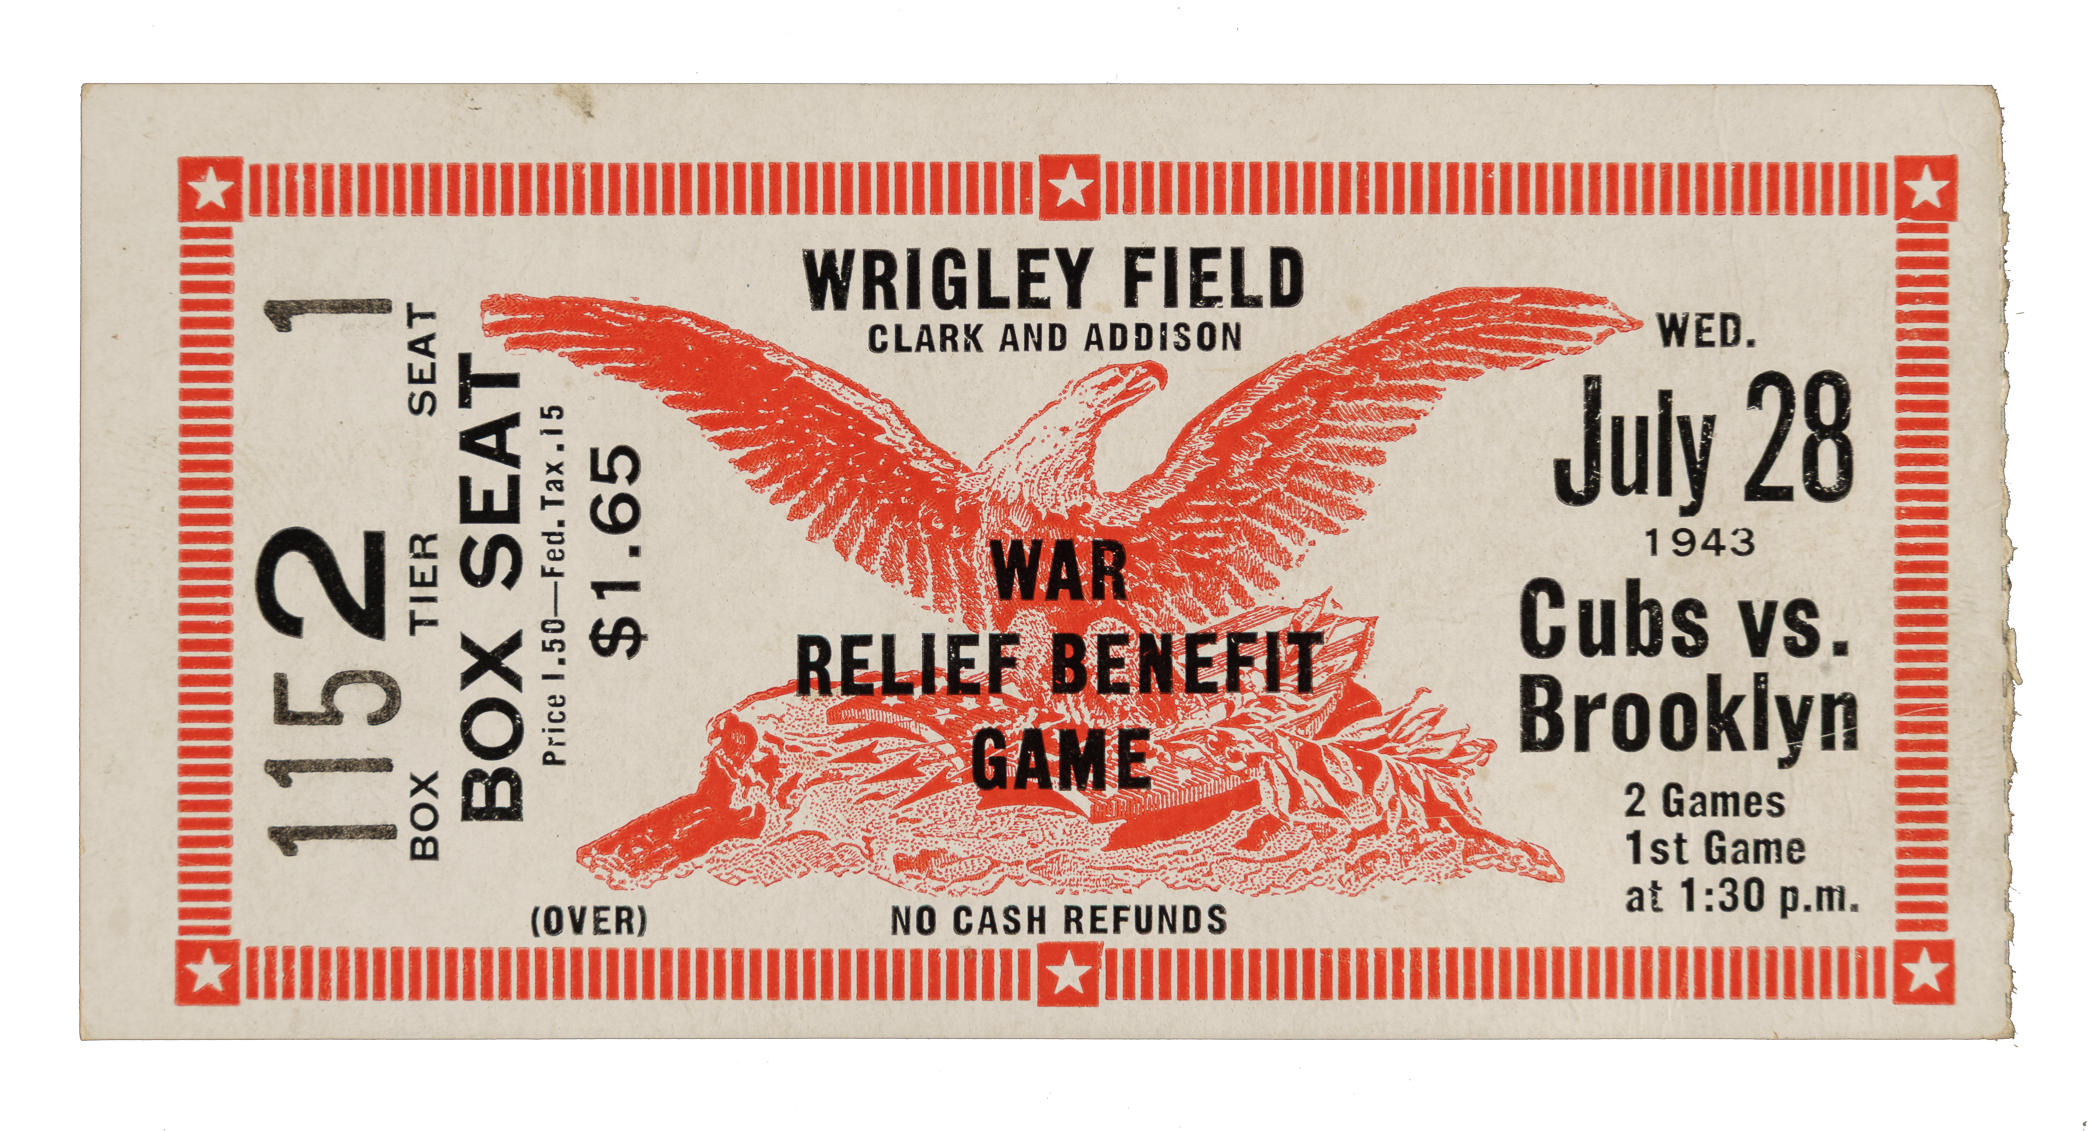 115 2 1
BOX TIER SEAT
BOX SEAT
Price 1.50—Fed. Tax .15
$1.65
WRIGLEY FIELD
CLARK AND ADDISON
WAR
RELIEF BENEFIT
GAME
WED.
July 28
1943
Cubs vs.
Brooklyn
2 Games
1st Game
at 1:30 p.m.
(OVER)
NO CASH REFUNDS